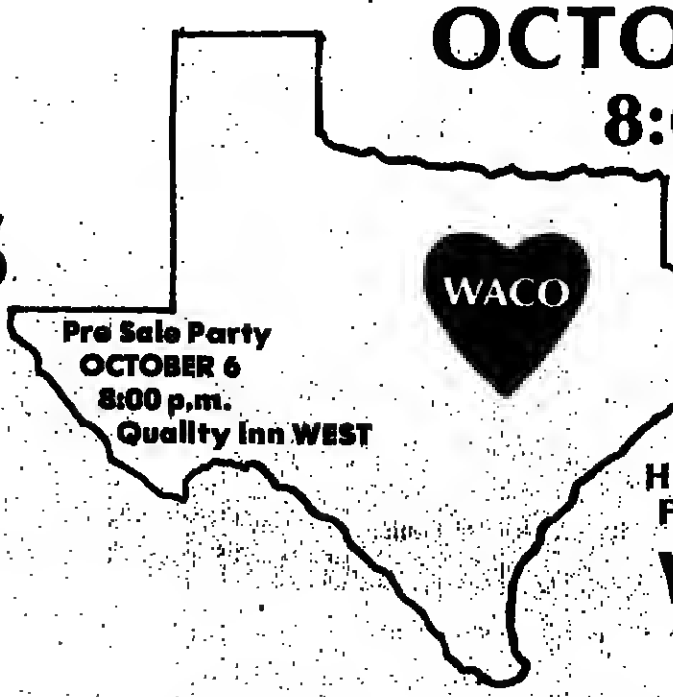 OCTO
8:
WACO
Pre Sale Party
OCTOBER 6
8:00 p.m.
Quality Inn WEST
H
F